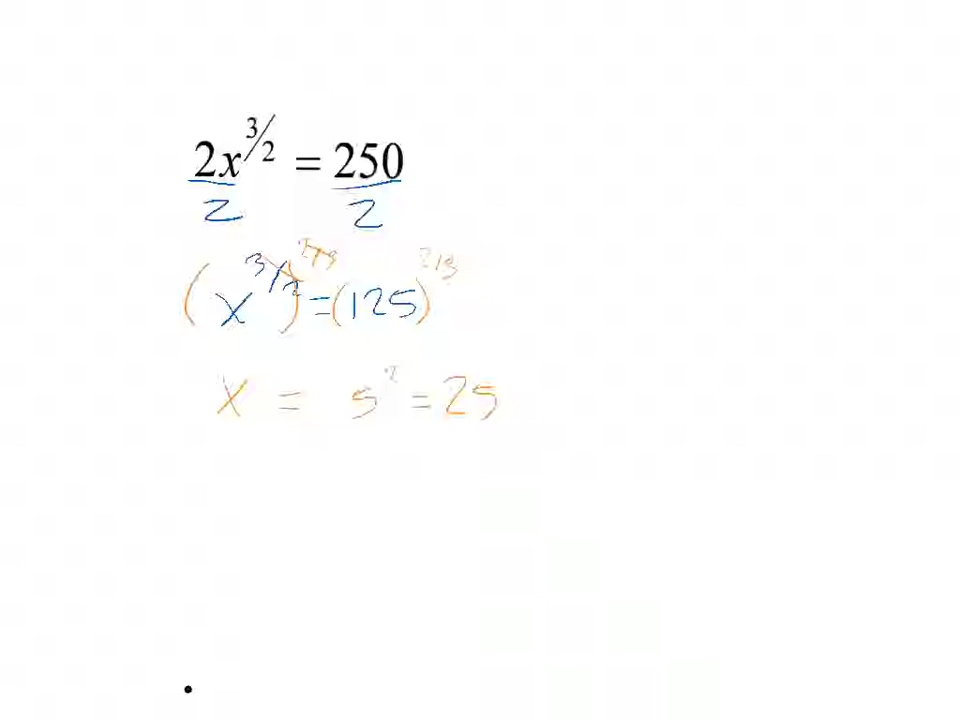 2x^{3/2} = 250
2 2
(x^{3/2})^{2/3} = (125)^{2/3}
x = 5^2 = 25